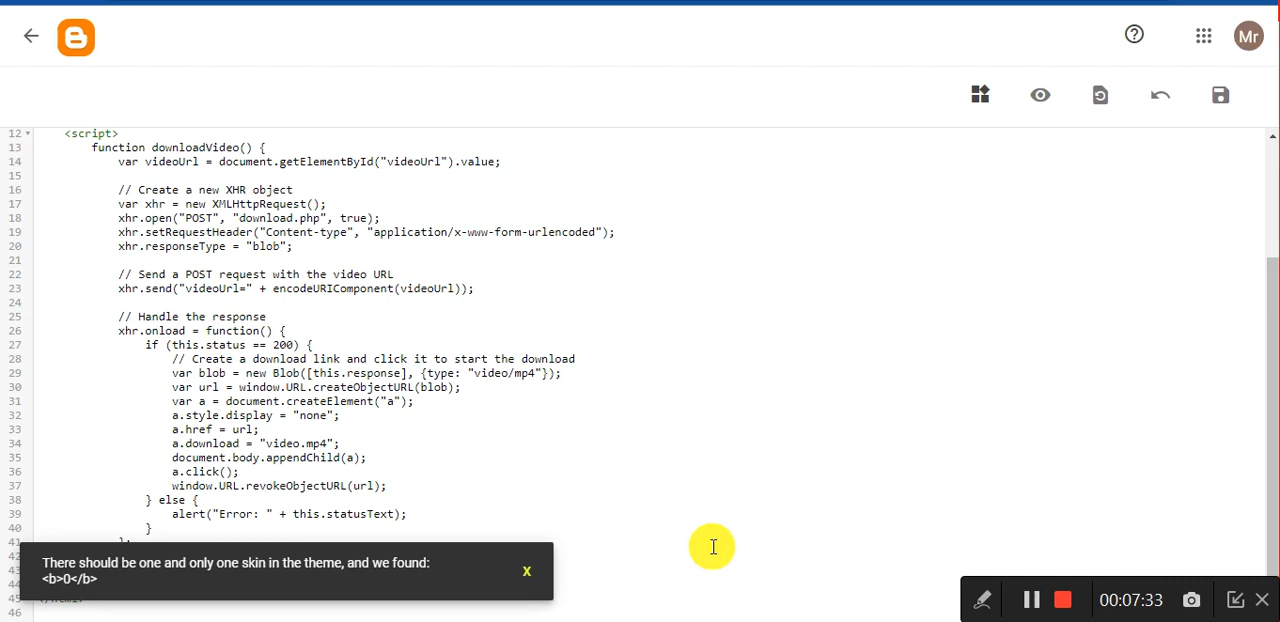 Mr
12 <script>
13 function downloadVideo() {
14 var videoUrl = document.getElementById("videoUrl").value;
15
16 // Create a new XHR object
17 var xhr = new XMLHttpRequest();
18 xhr.open("POST", "download.php", true);
19 xhr.setRequestHeader("Content-type", "application/x-www-form-urlencoded");
20 xhr.responseType = "blob";
21
22 // Send a POST request with the video URL
23 xhr.send("videoUrl=" + encodeURIComponent(videoUrl));
24
25 // Handle the response
26 xhr.onload = function() {
27 if (this.status == 200) {
28 // Create a download link and click it to start the download
29 var blob = new Blob([this.response], {type: "video/mp4"});
30 var url = window.URL.createObjectURL(blob);
31 var a = document.createElement("a");
32 a.style.display = "none";
33 a.href = url;
34 a.download = "video.mp4";
35 document.body.appendChild(a);
36 a.click();
37 window.URL.revokeObjectURL(url);
38 } else {
39 alert("Error: " + this.statusText);
40 }
There should be one and only one skin in the theme, and we found:
<b>0</b>
X
46
00:07:33